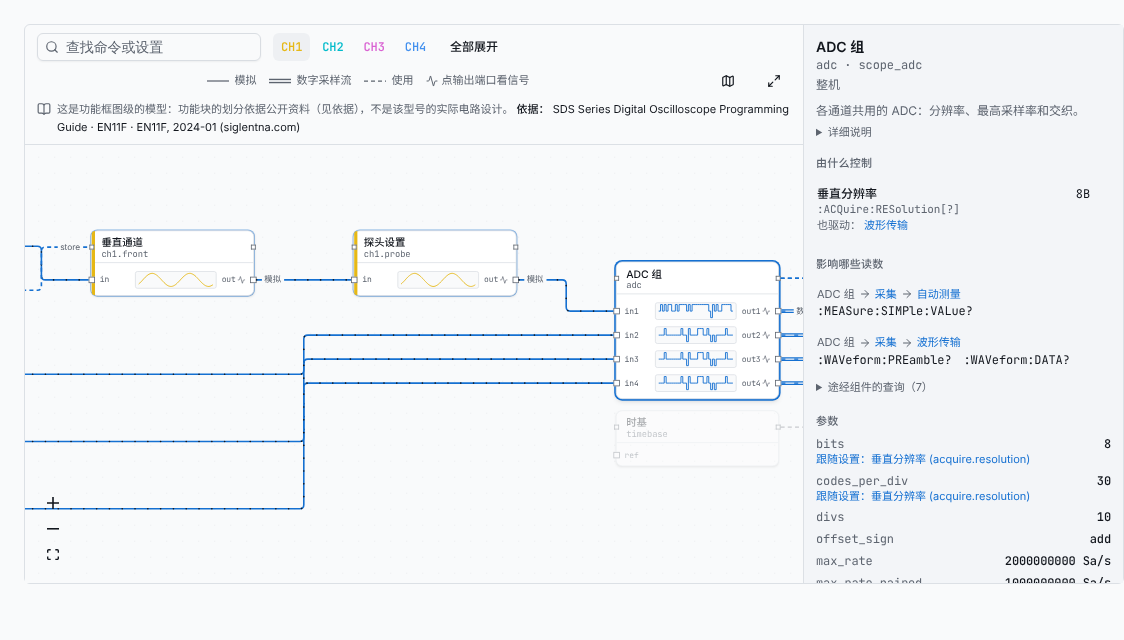 查找命令或设置
CH1 CH2 CH3 CH4 全部展开
模拟 数字采样流 使用 点输出端口看信号
这是功能框图级的模型：功能块的划分依据公开资料（见依据），不是该型号的实际电路设计。 依据： SDS Series Digital Oscilloscope Programming
Guide · EN11F · EN11F, 2024-01 (siglentna.com)
store
垂直通道
ch1.front
in out
模拟
探头设置
ch1.probe
in out
模拟
ADC 组
adc
in1 out1
in2 out2
in3 out3
in4 out4
时基
timebase
ref
ADC 组
adc · scope_adc
整机
各通道共用的 ADC：分辨率、最高采样率和交织。
详细说明
由什么控制
垂直分辨率 8B
:ACQuire:RESolution[?]
也驱动： 波形传输
影响哪些读数
ADC 组 → 采集 → 自动测量
:MEASure:SIMPle:VALue?
ADC 组 → 采集 → 波形传输
:WAVeform:PREamble? :WAVeform:DATA?
途经组件的查询（7）
参数
bits 8
跟随设置：垂直分辨率 (acquire.resolution)
codes_per_div 30
跟随设置：垂直分辨率 (acquire.resolution)
divs 10
offset_sign add
max_rate 2000000000 Sa/s